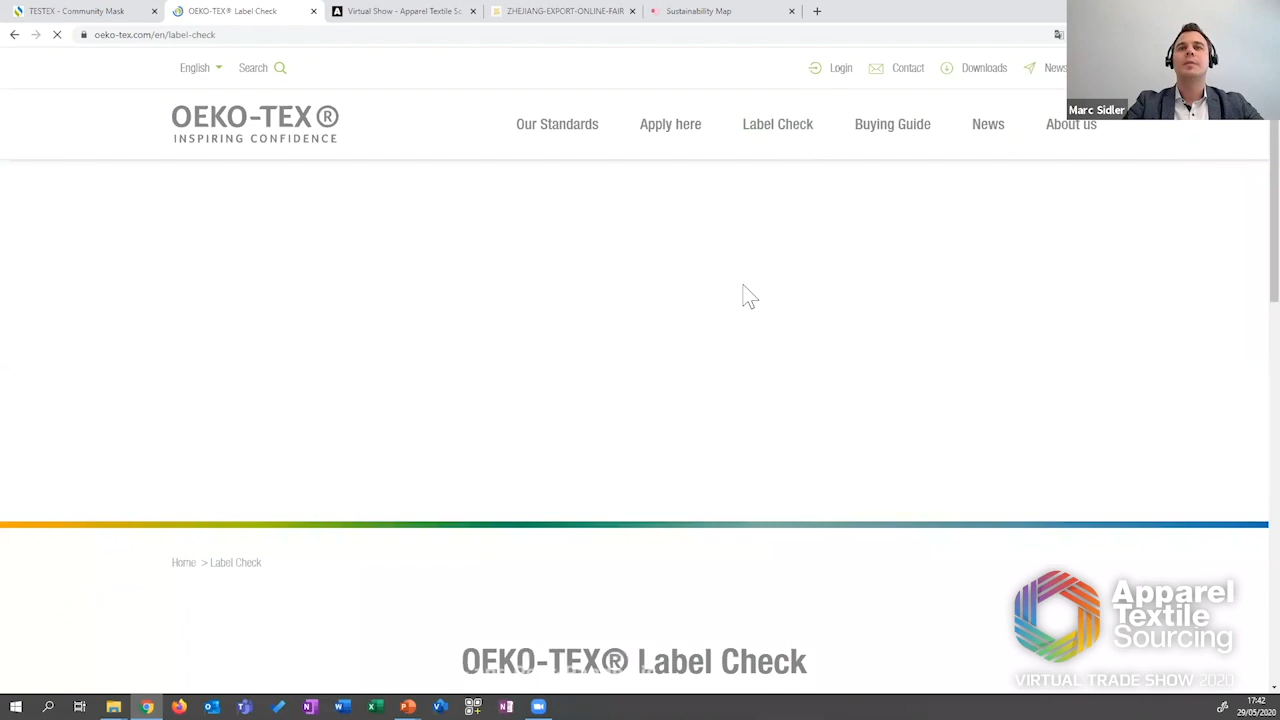 TESTEX - Community Mask
OEKO-TEX® Label Check
Virtual Show - Apparel Textile Sc
ZHEJIANG-EXPORT-ONLINE-FAIR
Sustainability Map
oeko-tex.com/en/label-check
English
Search
Login
Contact
Downloads
News
Marc Sidler
OEKO-TEX®
INSPIRING CONFIDENCE
Our Standards
Apply here
Label Check
Buying Guide
News
About us
Home > Label Check
OEKO-TEX® Label Check
Apparel
Textile
Sourcing
VIRTUAL TRADE SHOW 2020
17:42
29/05/2020